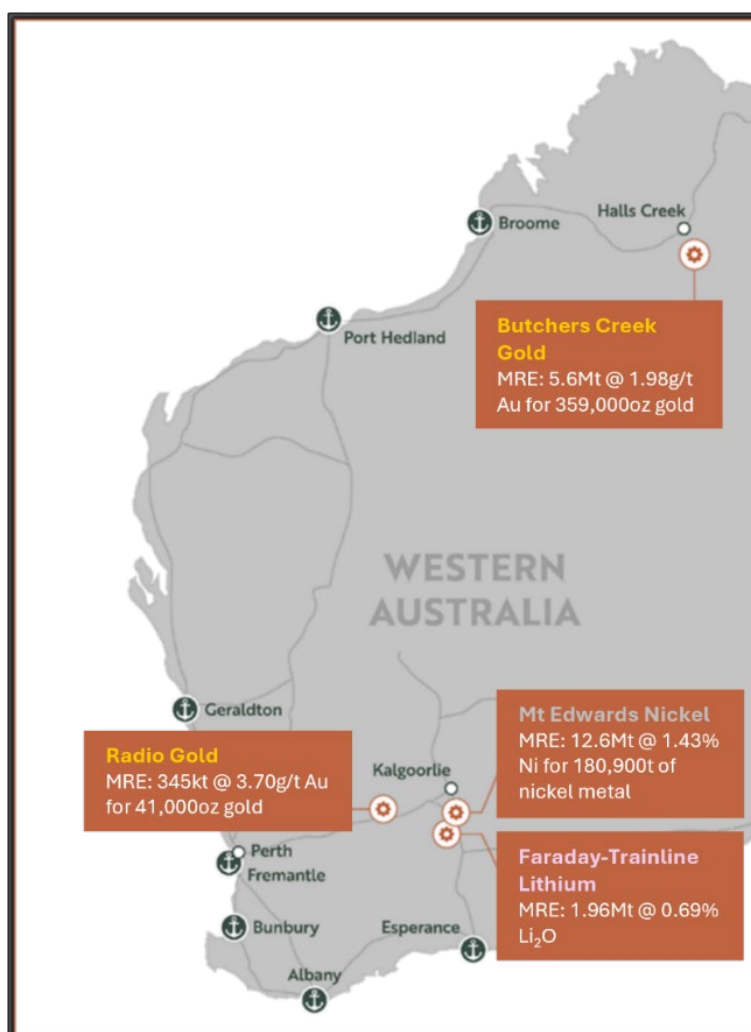 Halls Creek
Broome
Butchers Creek
Gold
MRE: 5.6Mt @ 1.98g/t
Au for 359,000oz gold
Port Hedland
WESTERN
AUSTRALIA
Geraldton
Mt Edwards Nickel
MRE: 12.6Mt @ 1.43%
Ni for 180,900t of
nickel metal
Radio Gold
MRE: 345kt @ 3.70g/t Au
for 41,000oz gold
Kalgoorlie
Perth
Fremantle
Faraday-Trainline
Lithium
MRE: 1.96Mt @ 0.69%
Li₂O
Bunbury
Esperance
Albany